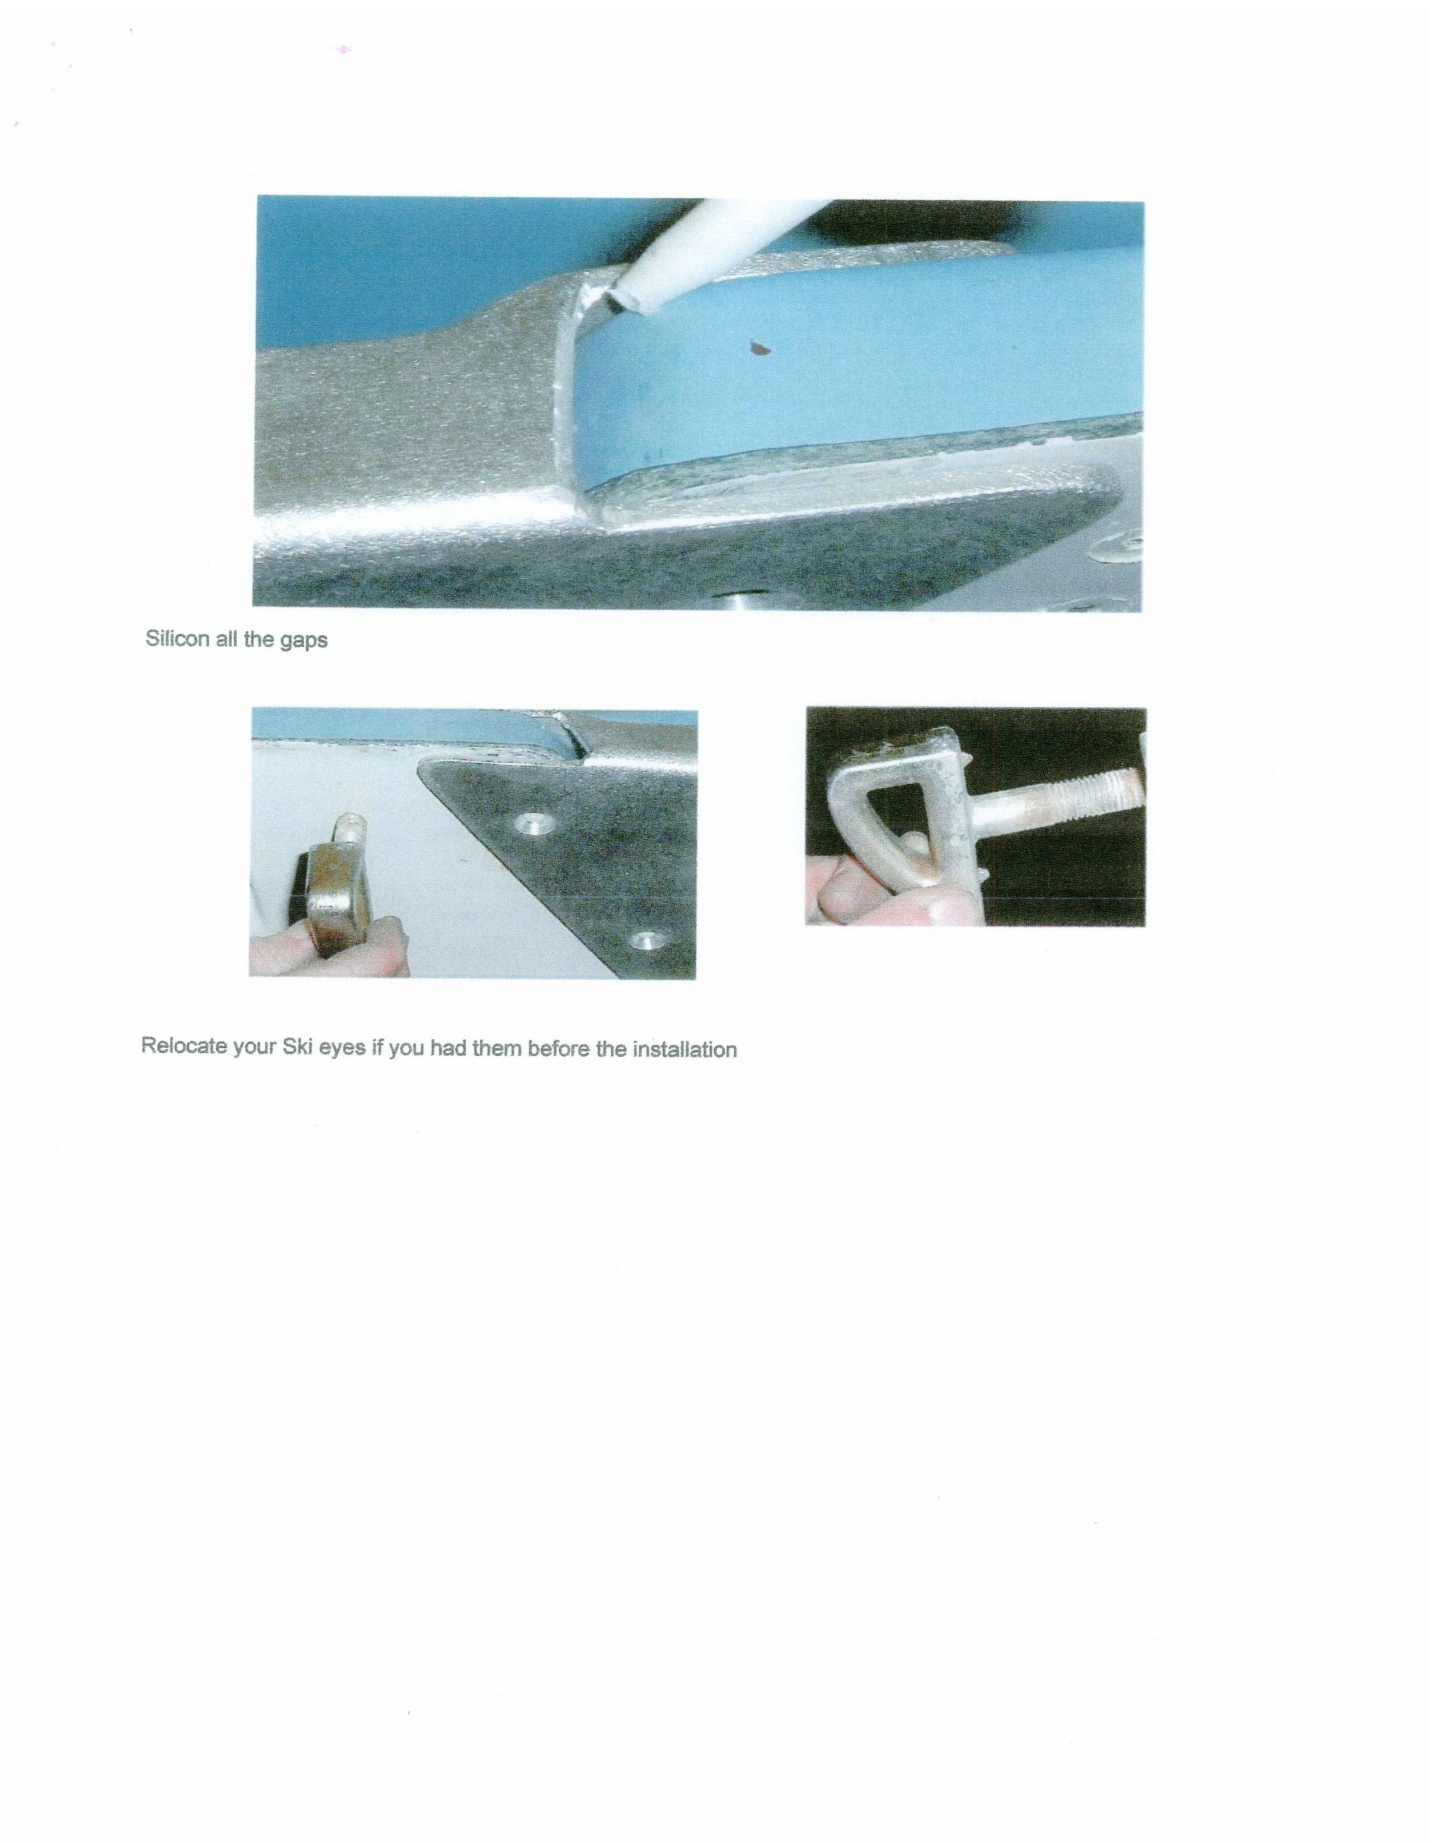 Silicon all the gaps
Relocate your Ski eyes if you had them before the installation